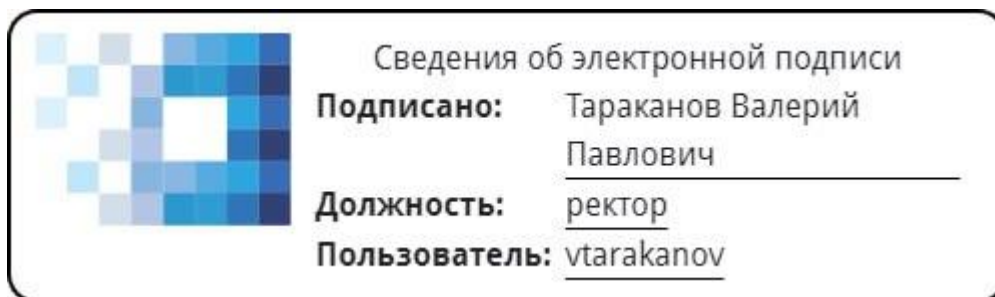 Сведения об электронной подписи
Подписано: Тараканов Валерий
Павлович
Должность: ректор
Пользователь: vtarakanov